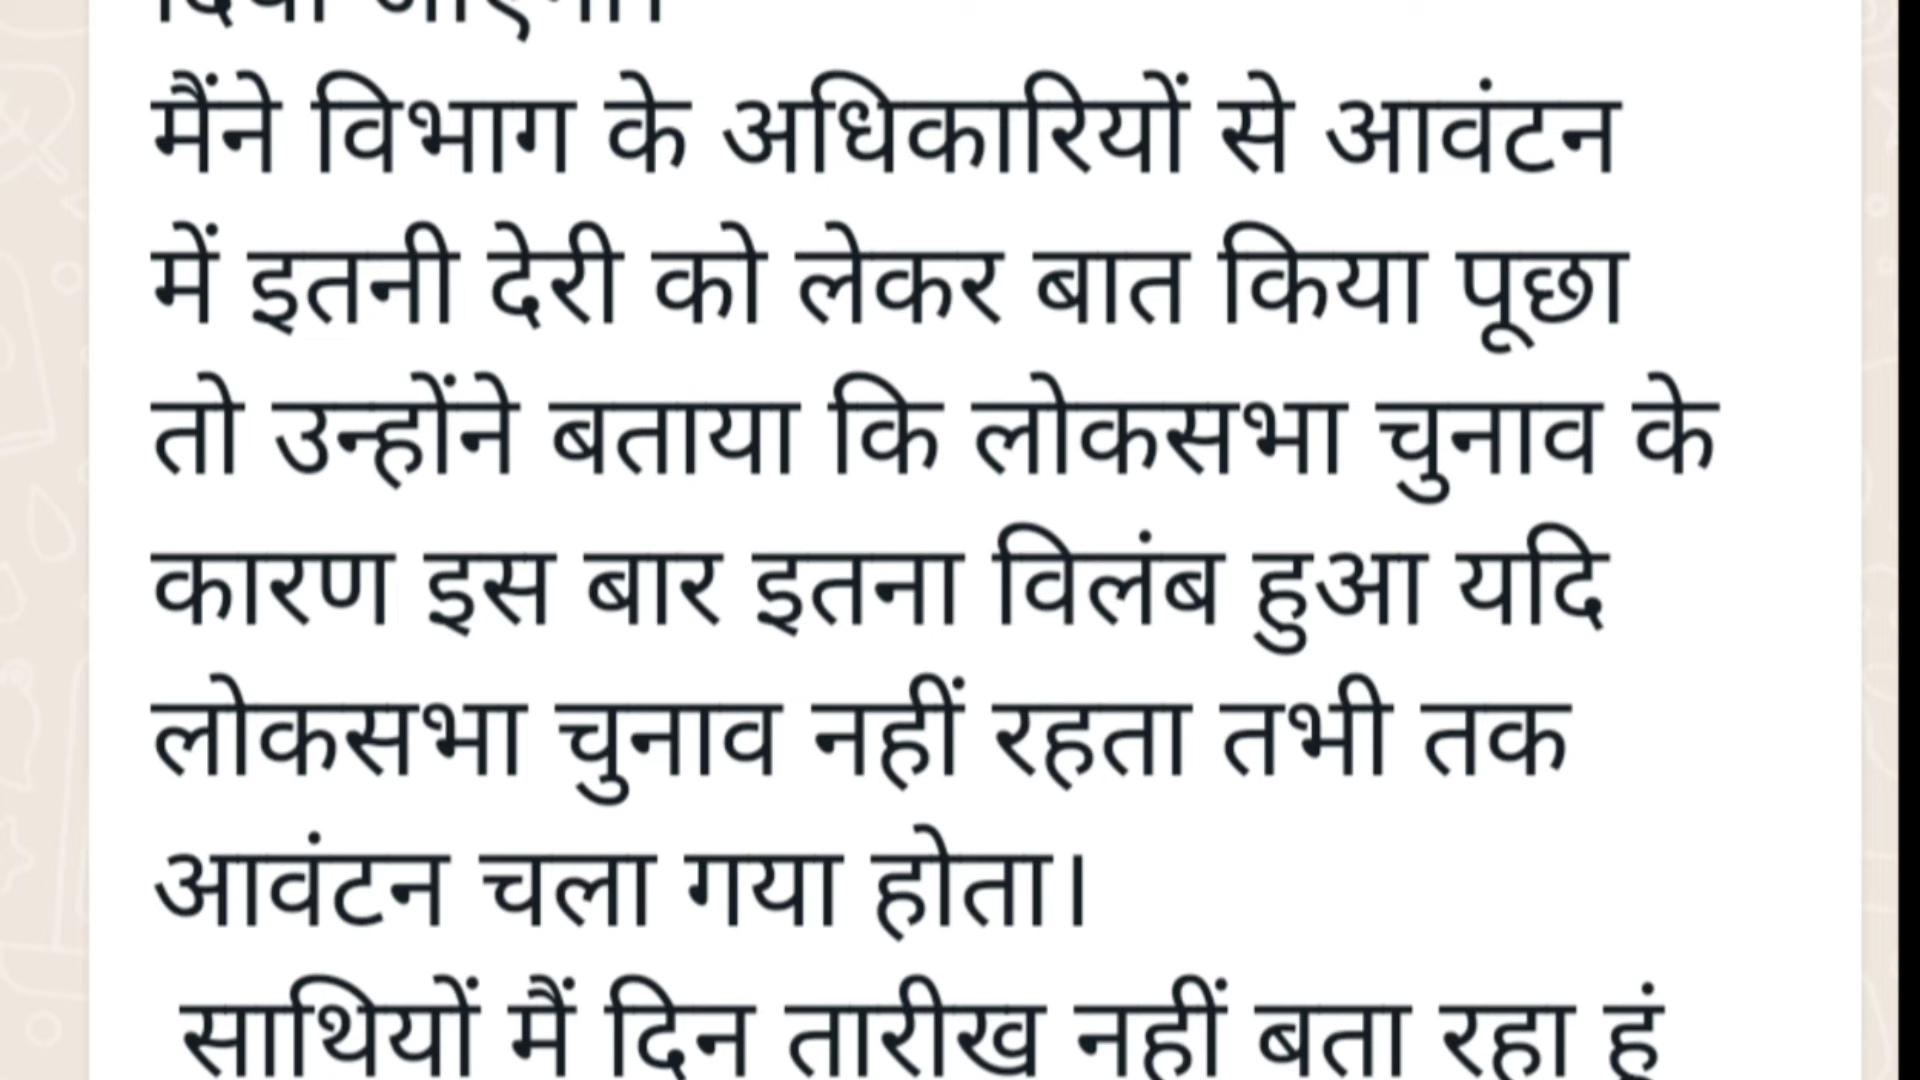 मैंने विभाग के अधिकारियों से आवंटन
में इतनी देरी को लेकर बात किया पूछा
तो उन्होंने बताया कि लोकसभा चुनाव के
कारण इस बार इतना विलंब हुआ यदि
लोकसभा चुनाव नहीं रहता तभी तक
आवंटन चला गया होता।
साथियों मैं दिन तारीख नहीं बता रहा हूं